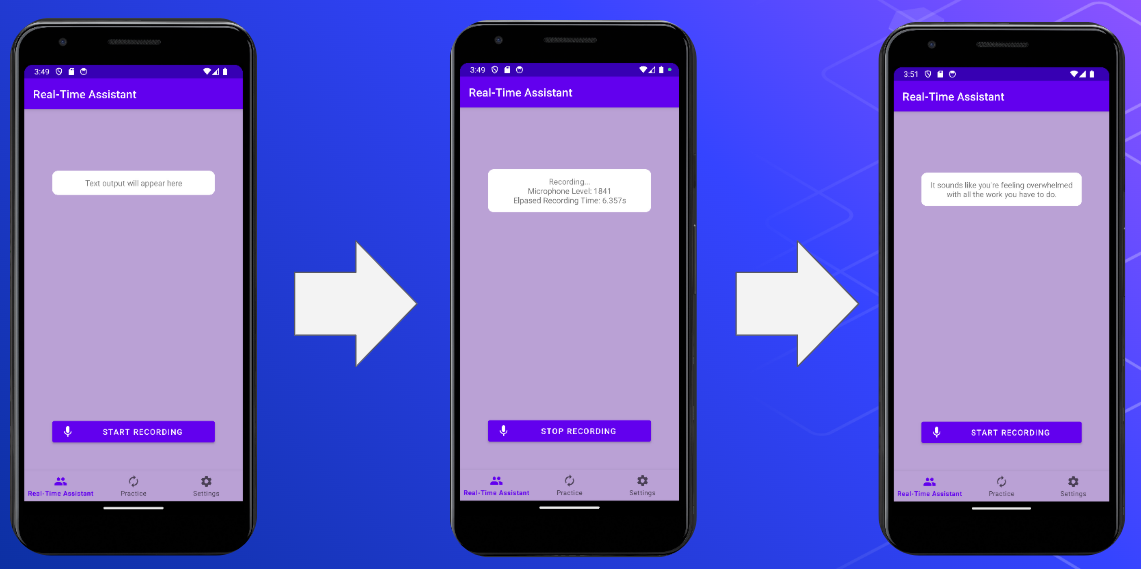 3:49
Real-Time Assistant
Text output will appear here
START RECORDING
Real-Time Assistant
Practice
Settings
3:49
Real-Time Assistant
Recording...
Microphone Level: 1841
Elpased Recording Time: 6.357s
STOP RECORDING
Real-Time Assistant
Practice
Settings
3:51
Real-Time Assistant
It sounds like you're feeling overwhelmed
with all the work you have to do.
START RECORDING
Real-Time Assistant
Practice
Settings